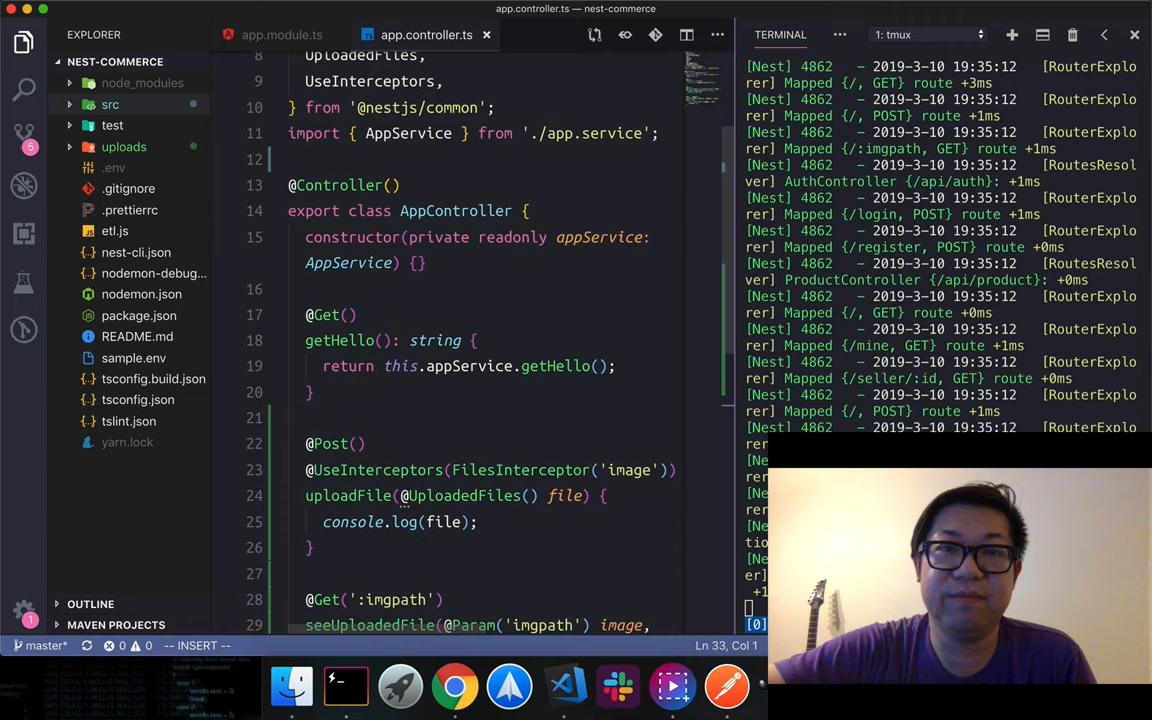 app.controller.ts — nest-commerce
EXPLORER
NEST-COMMERCE
node_modules
src
test
uploads
.env
.gitignore
.prettierrc
etl.js
nest-cli.json
nodemon-debug...
nodemon.json
package.json
README.md
sample.env
tsconfig.build.json
tsconfig.json
tslint.json
yarn.lock
OUTLINE
MAVEN PROJECTS
5
1
app.module.ts
app.controller.ts
8 UploadedFiles,
9 UseInterceptors,
10 } from '@nestjs/common';
11 import { AppService } from './app.service';
12
13 @Controller()
14 export class AppController {
15 constructor(private readonly appService:
AppService) {}
16
17 @Get()
18 getHello(): string {
19 return this.appService.getHello();
20 }
21
22 @Post()
23 @UseInterceptors(FilesInterceptor('image'))
24 uploadFile(@UploadedFiles() file) {
25 console.log(file);
26 }
27
28 @Get(':imgpath')
29 seeUploadedFile(@Param('imgpath') image,
TERMINAL
1: tmux
[Nest] 4862 - 2019-3-10 19:35:12 [RouterExplo
rer] Mapped {/, GET} route +3ms
[Nest] 4862 - 2019-3-10 19:35:12 [RouterExplo
rer] Mapped {/, POST} route +1ms
[Nest] 4862 - 2019-3-10 19:35:12 [RouterExplo
rer] Mapped {/:imgpath, GET} route +1ms
[Nest] 4862 - 2019-3-10 19:35:12 [RoutesResol
ver] AuthController {/api/auth}: +1ms
[Nest] 4862 - 2019-3-10 19:35:12 [RouterExplo
rer] Mapped {/login, POST} route +1ms
[Nest] 4862 - 2019-3-10 19:35:12 [RouterExplo
rer] Mapped {/register, POST} route +0ms
[Nest] 4862 - 2019-3-10 19:35:12 [RoutesResol
ver] ProductController {/api/product}: +0ms
[Nest] 4862 - 2019-3-10 19:35:12 [RouterExplo
rer] Mapped {/, GET} route +0ms
[Nest] 4862 - 2019-3-10 19:35:12 [RouterExplo
rer] Mapped {/mine, GET} route +1ms
[Nest] 4862 - 2019-3-10 19:35:12 [RouterExplo
rer] Mapped {/seller/:id, GET} route +0ms
[Nest] 4862 - 2019-3-10 19:35:12 [RouterExplo
rer] Mapped {/, POST} route +1ms
[Nest] 4862 - 2019-3-10 19:35:12 [RouterExplo
[0]
master* 0 0 -- INSERT -- Ln 33, Col 1